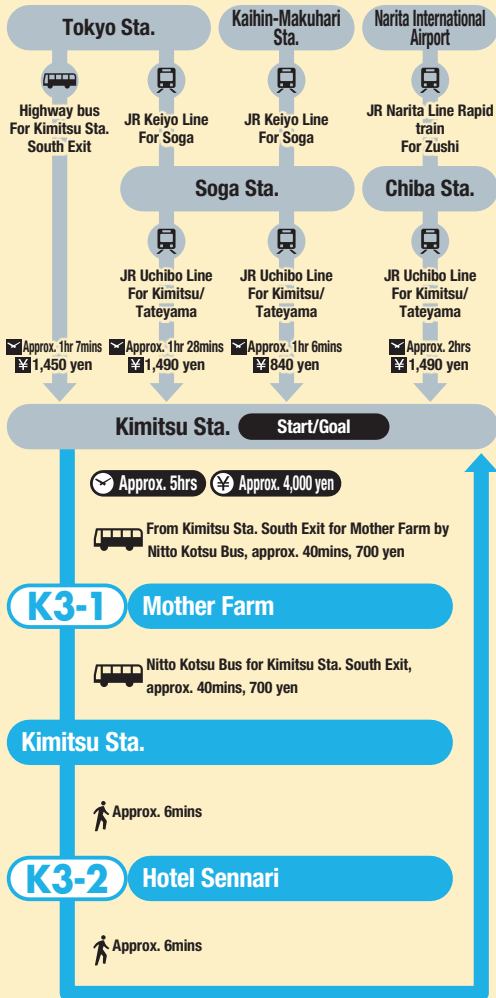 Tokyo Sta.
Kaihin-Makuhari
Sta.
Narita International
Airport
Highway bus
For Kimitsu Sta.
South Exit
JR Keiyo Line
For Soga
JR Keiyo Line
For Soga
JR Narita Line Rapid
train
For Zushi
Soga Sta.
Chiba Sta.
JR Uchibo Line
For Kimitsu/
Tateyama
JR Uchibo Line
For Kimitsu/
Tateyama
JR Uchibo Line
For Kimitsu/
Tateyama
Approx. 1hr 7mins
¥1,450 yen
Approx. 1hr 28mins
¥1,490 yen
Approx. 1hr 6mins
¥840 yen
Approx. 2hrs
¥1,490 yen
Kimitsu Sta. Start/Goal
Approx. 5hrs ¥ Approx. 4,000 yen
From Kimitsu Sta. South Exit for Mother Farm by
Nitto Kotsu Bus, approx. 40mins, 700 yen
K3-1 Mother Farm
Nitto Kotsu Bus for Kimitsu Sta. South Exit,
approx. 40mins, 700 yen
Kimitsu Sta.
Approx. 6mins
K3-2 Hotel Sennari
Approx. 6mins